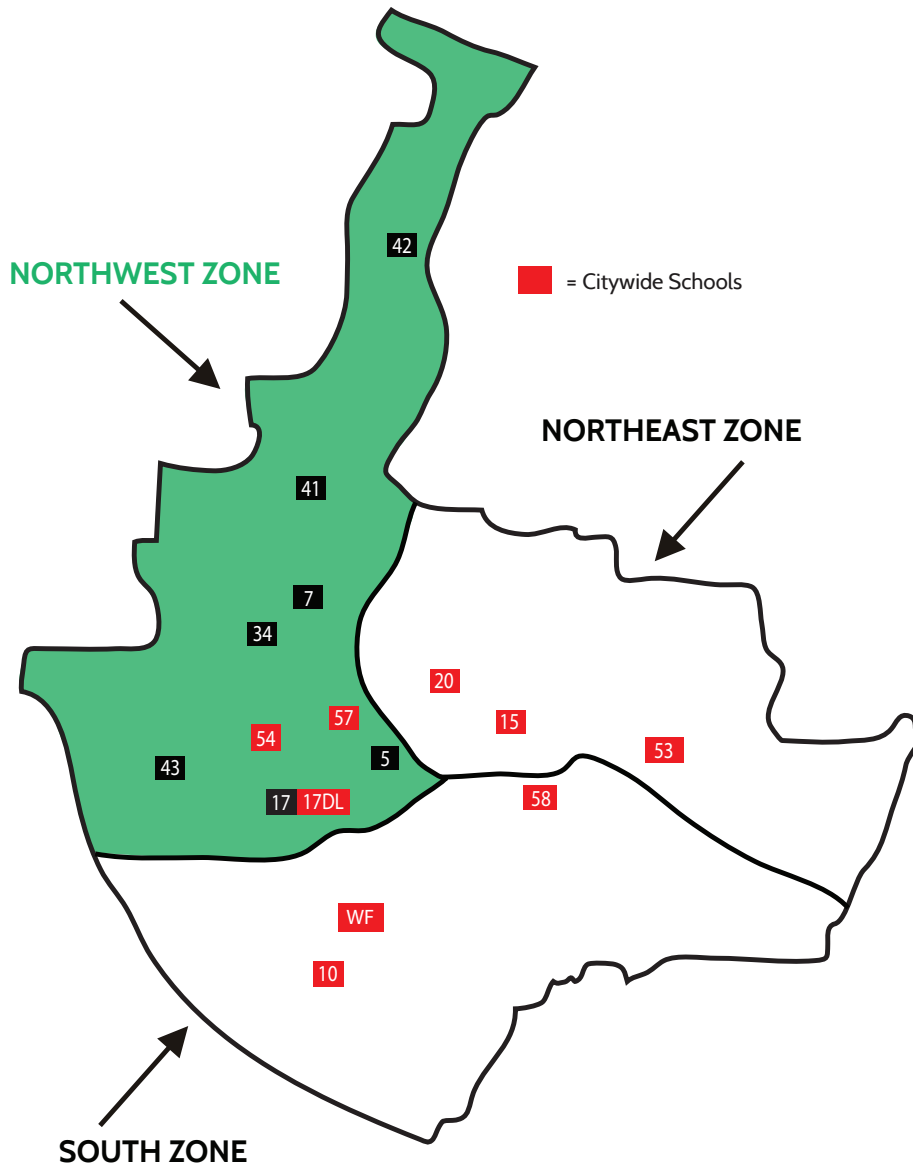 42
NORTHWEST ZONE
= Citywide Schools
NORTHEAST ZONE
41
7
34
20
57
15
54
53
5
43
58
17 17DL
WF
10
SOUTH ZONE